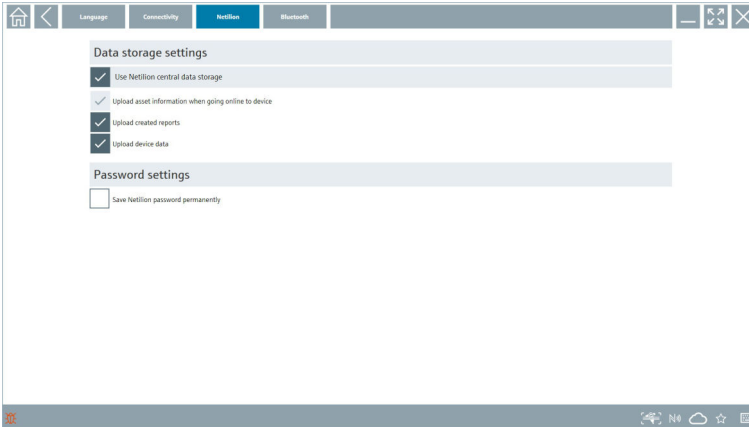 Language Connectivity Netilion Bluetooth
Data storage settings
Use Netilion central data storage
Upload asset information when going online to device
Upload created reports
Upload device data
Password settings
Save Netilion password permanently